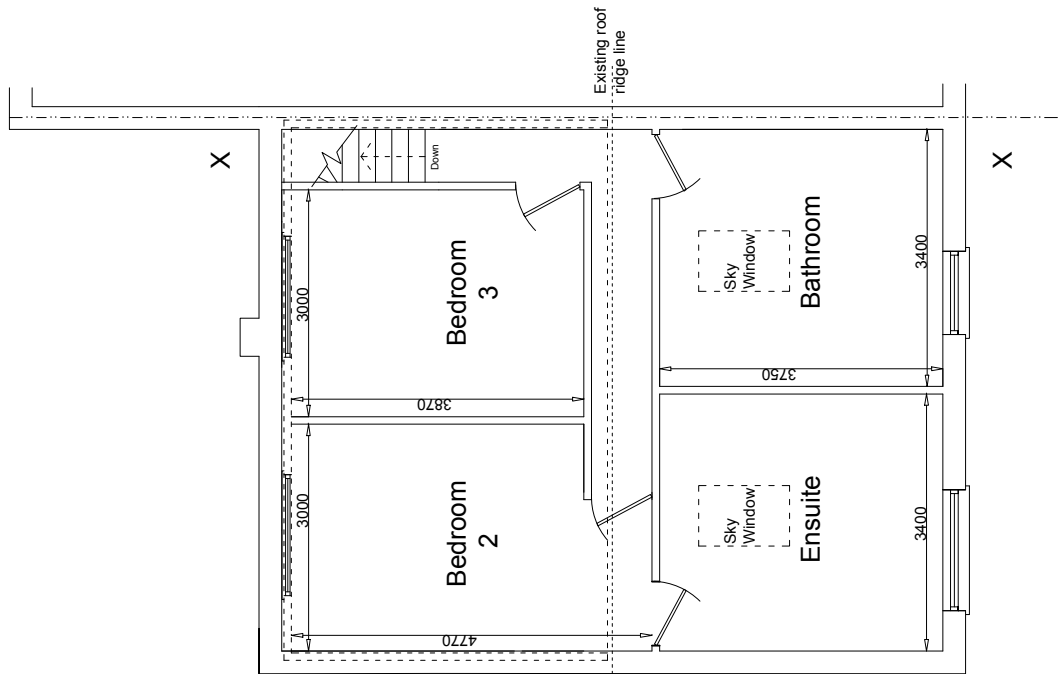 Existing roof
ridge line
X
X
Down
3000
Bedroom
3
3870
3000
Bedroom
2
4770
Sky
Window
Bathroom
3400
3750
Sky
Window
Ensuite
3400